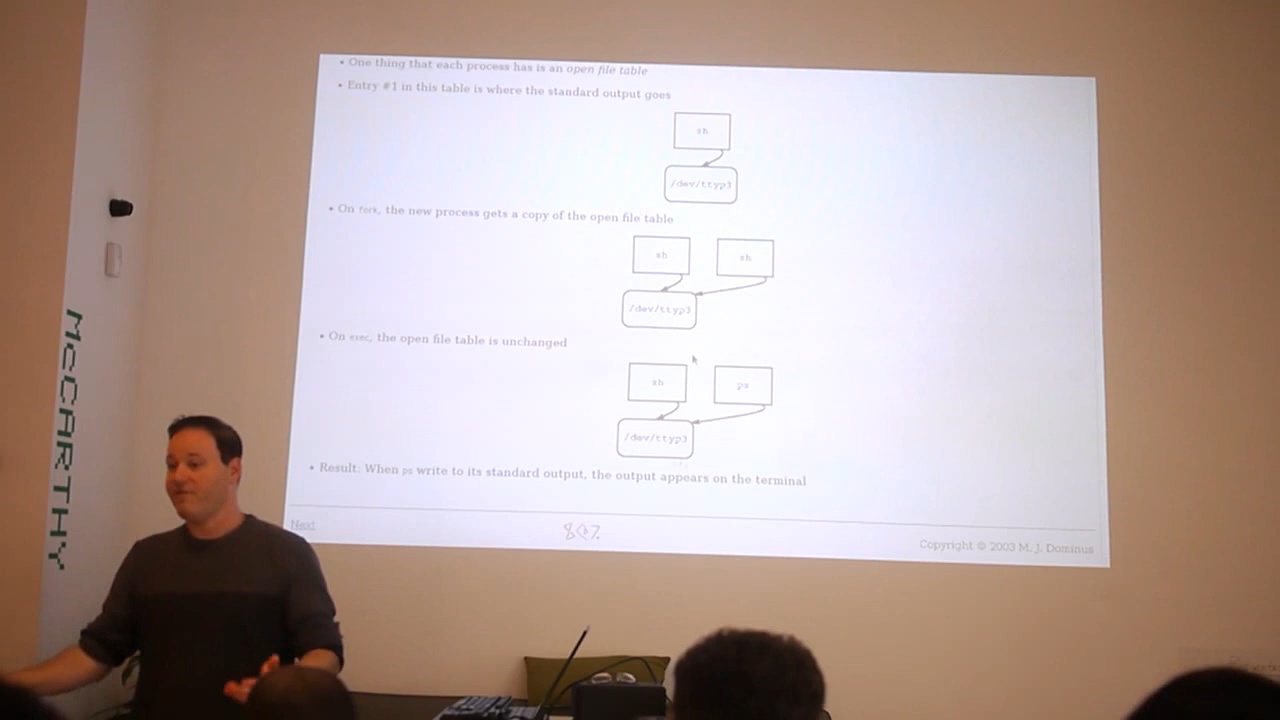 • One thing that each process has is an open file table
• Entry #1 in this table is where the standard output goes
sh
/dev/ttyp3
• On fork, the new process gets a copy of the open file table
sh sh
/dev/ttyp3
• On exec, the open file table is unchanged
sh ps
/dev/ttyp3
• Result: When ps write to its standard output, the output appears on the terminal
Next
Copyright © 2003 M. J. Dominus
McCARTHY